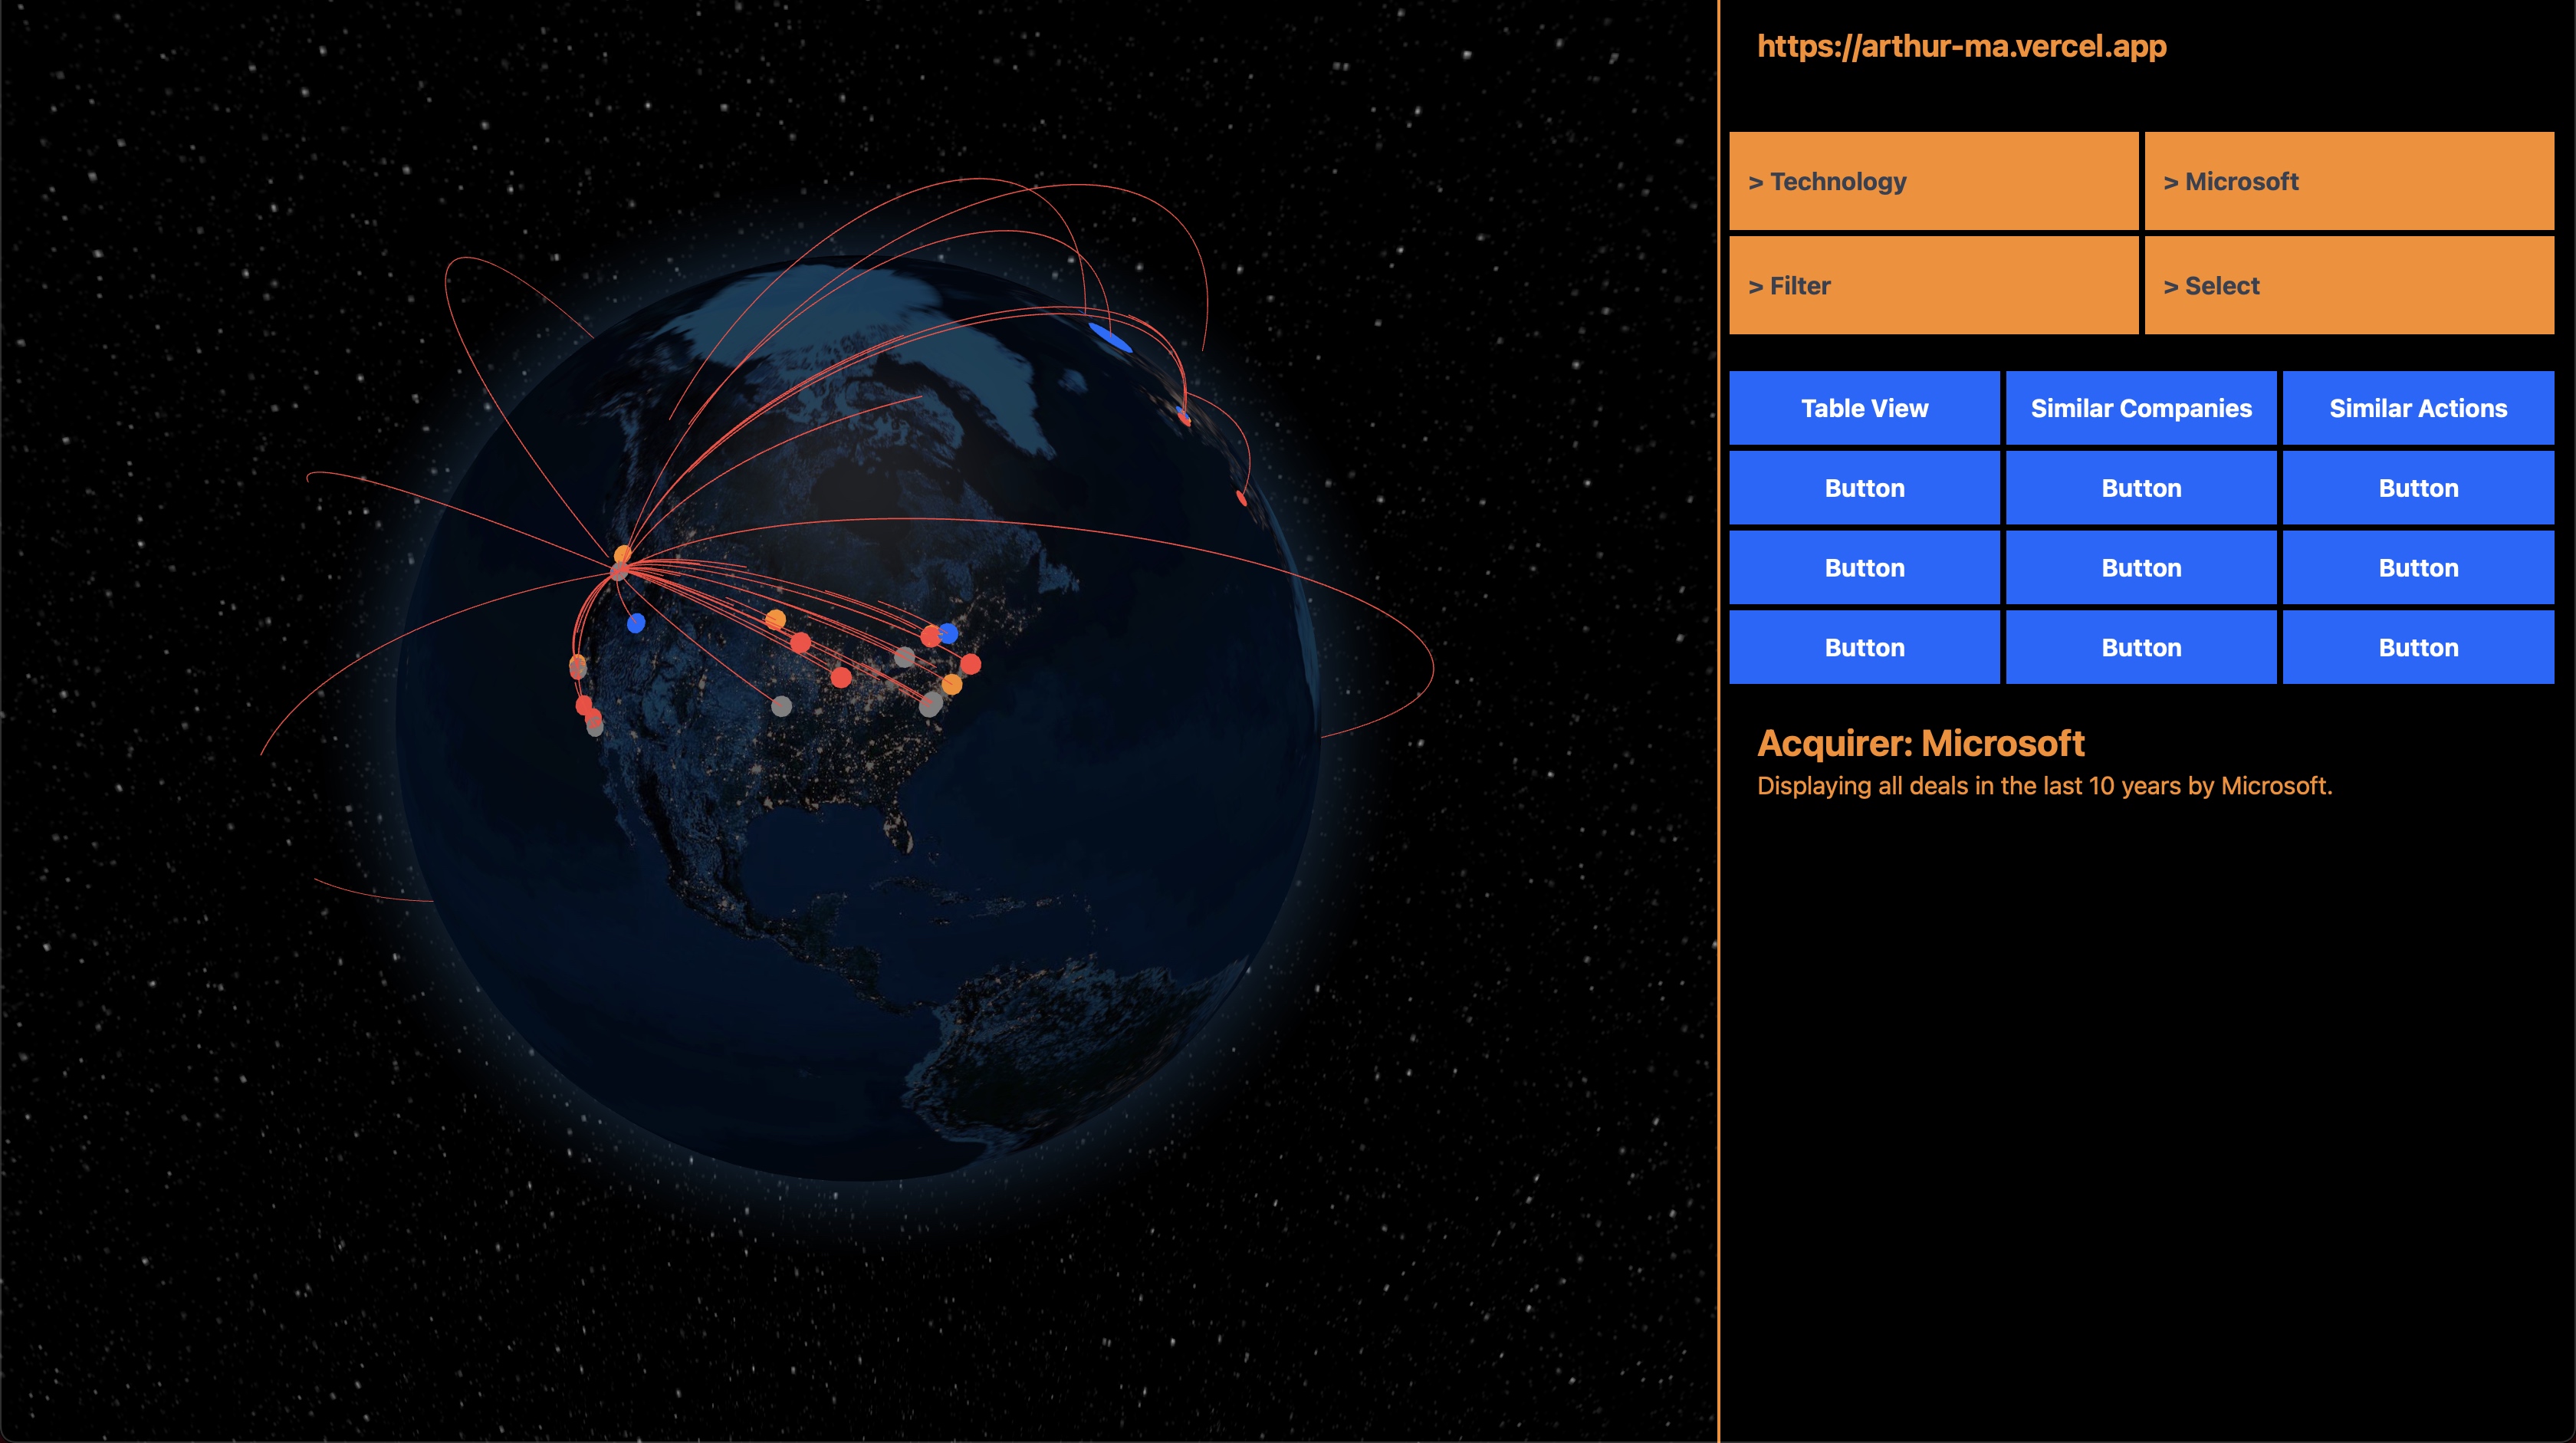 https://arthur-ma.vercel.app
> Technology
> Microsoft
> Filter
> Select
Table View
Similar Companies
Similar Actions
Button
Button
Button
Button
Button
Button
Button
Button
Button
Acquirer: Microsoft
Displaying all deals in the last 10 years by Microsoft.